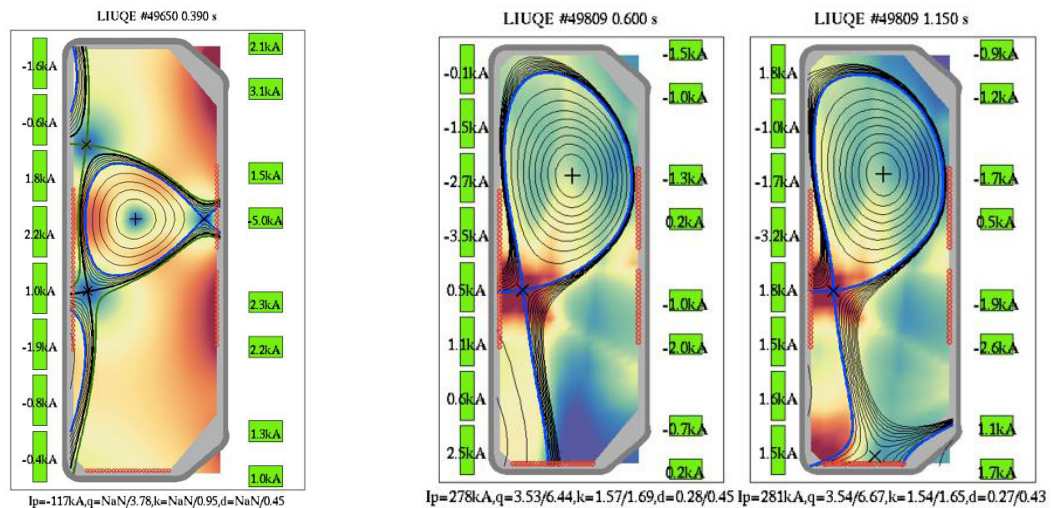 LIUQE #49650 0.390 s
-1.6kA
-0.6kA
1.8kA
2.2kA
1.0kA
-1.9kA
-0.8kA
-0.4kA
2.1kA
3.1kA
1.5kA
-5.0kA
2.3kA
2.2kA
1.3kA
1.0kA
Ip=-117kA,q=NaN/3.78,k=NaN/0.95,d=NaN/0.45
LIUQE #49809 0.600 s
-0.1kA
-1.5kA
-2.7kA
-3.5kA
0.5kA
1.1kA
0.6kA
2.5kA
-1.5kA
-1.0kA
-1.3kA
0.2kA
-1.0kA
-2.0kA
-0.7kA
0.2kA
Ip=278kA,q=3.53/6.44,k=1.57/1.69,d=0.28/0.45
LIUQE #49809 1.150 s
1.8kA
-1.0kA
-1.7kA
-3.2kA
1.8kA
1.5kA
1.6kA
1.5kA
-0.9kA
-1.2kA
-1.7kA
0.5kA
-1.9kA
-2.6kA
1.1kA
1.7kA
Ip=281kA,q=3.54/6.67,k=1.54/1.65,d=0.27/0.43